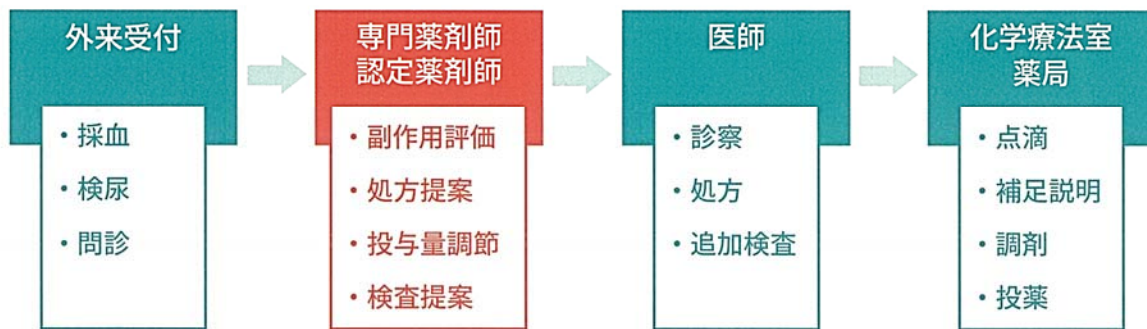 外来受付
・採血
・検尿
・問診
専門薬剤師
認定薬剤師
・副作用評価
・処方提案
・投与量調節
・検査提案
医師
・診察
・処方
・追加検査
化学療法室
薬局
・点滴
・補足説明
・調剤
・投薬